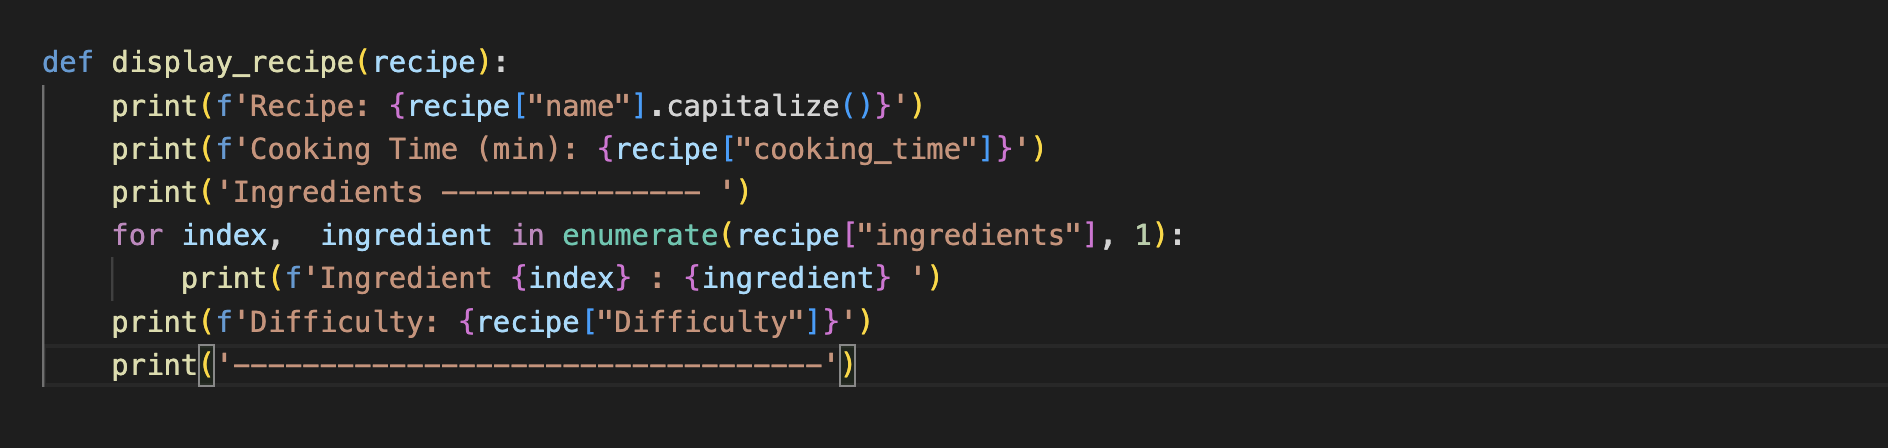 def display_recipe(recipe):
    print(f'Recipe: {recipe["name"].capitalize()}')
    print(f'Cooking Time (min): {recipe["cooking_time"]}')
    print('Ingredients --------------- ')
    for index,  ingredient in enumerate(recipe["ingredients"], 1):
        print(f'Ingredient {index} : {ingredient} ')
    print(f'Difficulty: {recipe["Difficulty"]}')
    print('----------------------------------')